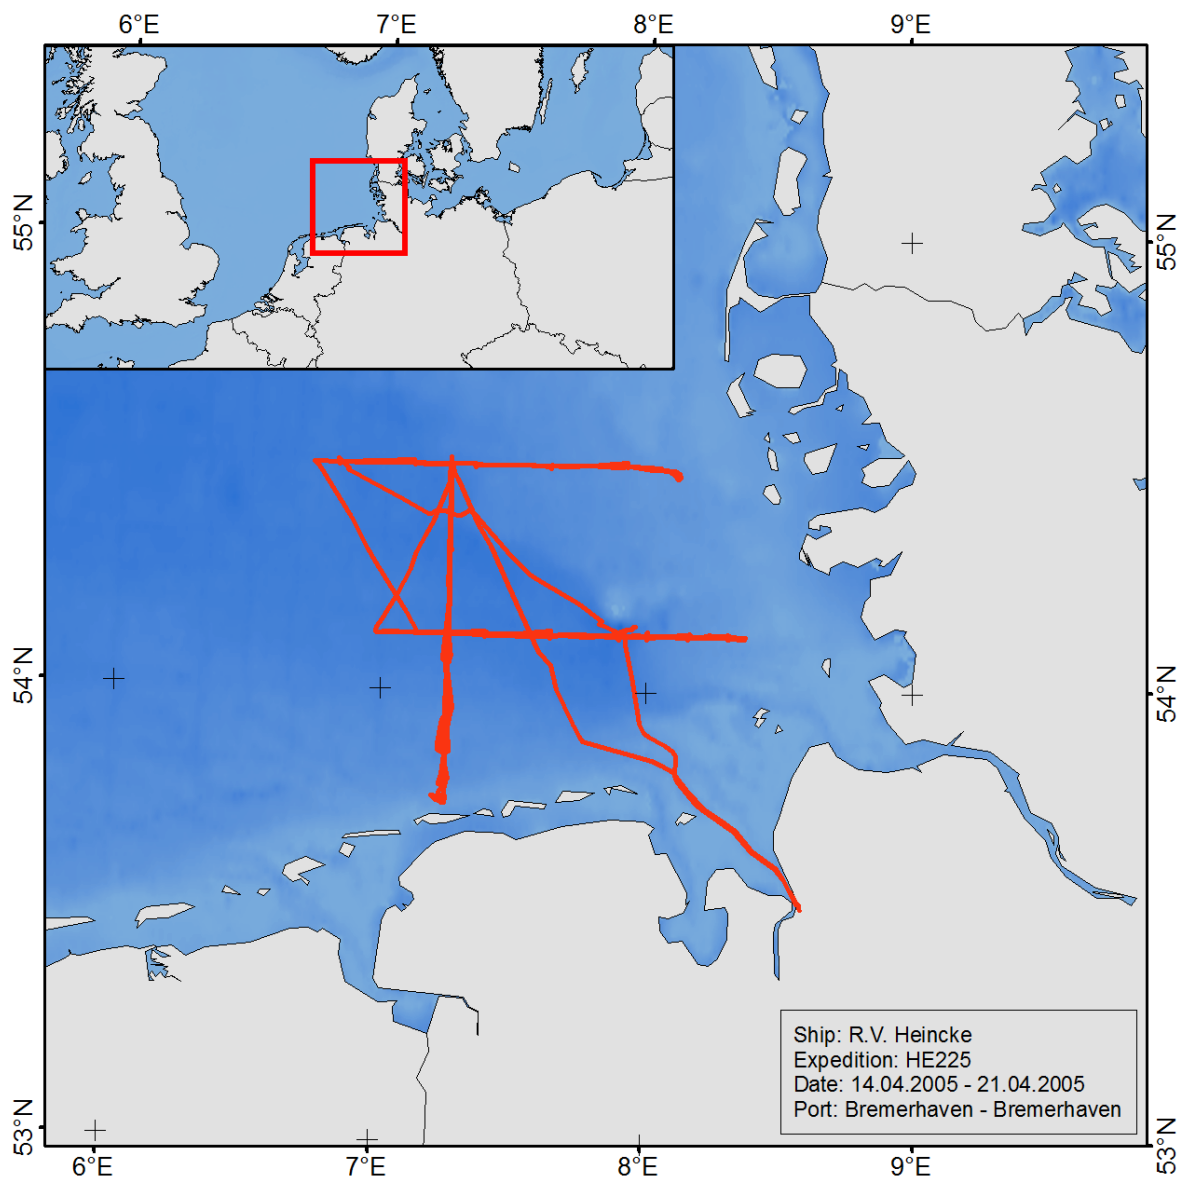 6°E 7°E 8°E 9°E
55°N 55°N
54°N 54°N
Ship: R.V. Heincke
Expedition: HE225
Date: 14.04.2005 - 21.04.2005
Port: Bremerhaven - Bremerhaven
53°N 53°N
6°E 7°E 8°E 9°E